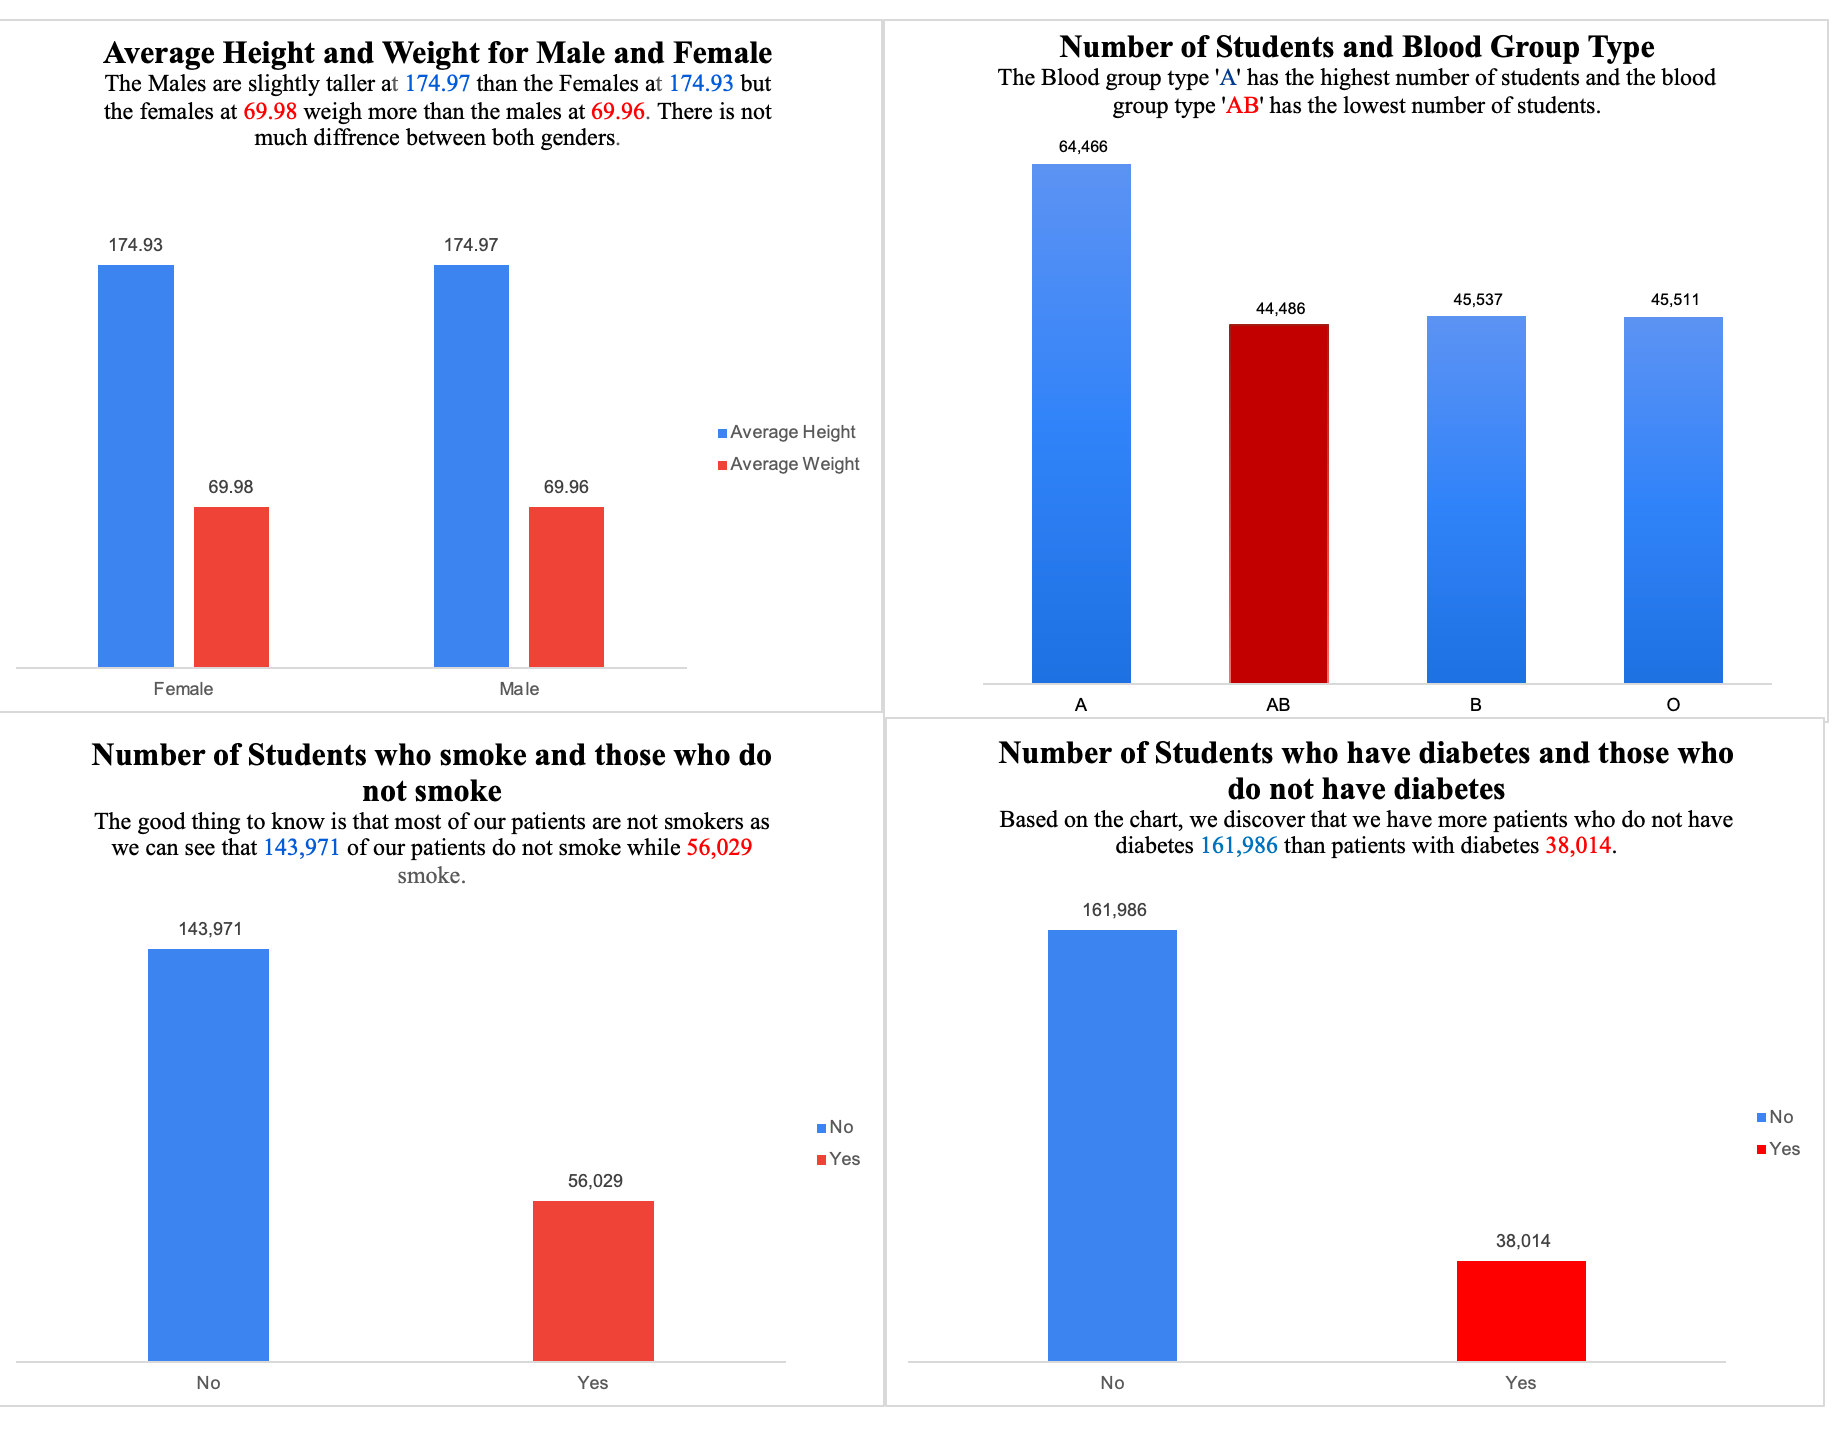 Average Height and Weight for Male and Female
The Males are slightly taller at 174.97 than the Females at 174.93 but
the females at 69.98 weigh more than the males at 69.96. There is not
much diffrence between both genders.
174.93
174.97
69.98
69.96
Average Height
Average Weight
Female
Male
Number of Students and Blood Group Type
The Blood group type 'A' has the highest number of students and the blood
group type 'AB' has the lowest number of students.
64,466
44,486
45,537
45,511
A
AB
B
O
Number of Students who smoke and those who do
not smoke
The good thing to know is that most of our patients are not smokers as
we can see that 143,971 of our patients do not smoke while 56,029
smoke.
143,971
56,029
No
Yes
No
Yes
Number of Students who have diabetes and those who
do not have diabetes
Based on the chart, we discover that we have more patients who do not have
diabetes 161,986 than patients with diabetes 38,014.
161,986
38,014
No
Yes
No
Yes